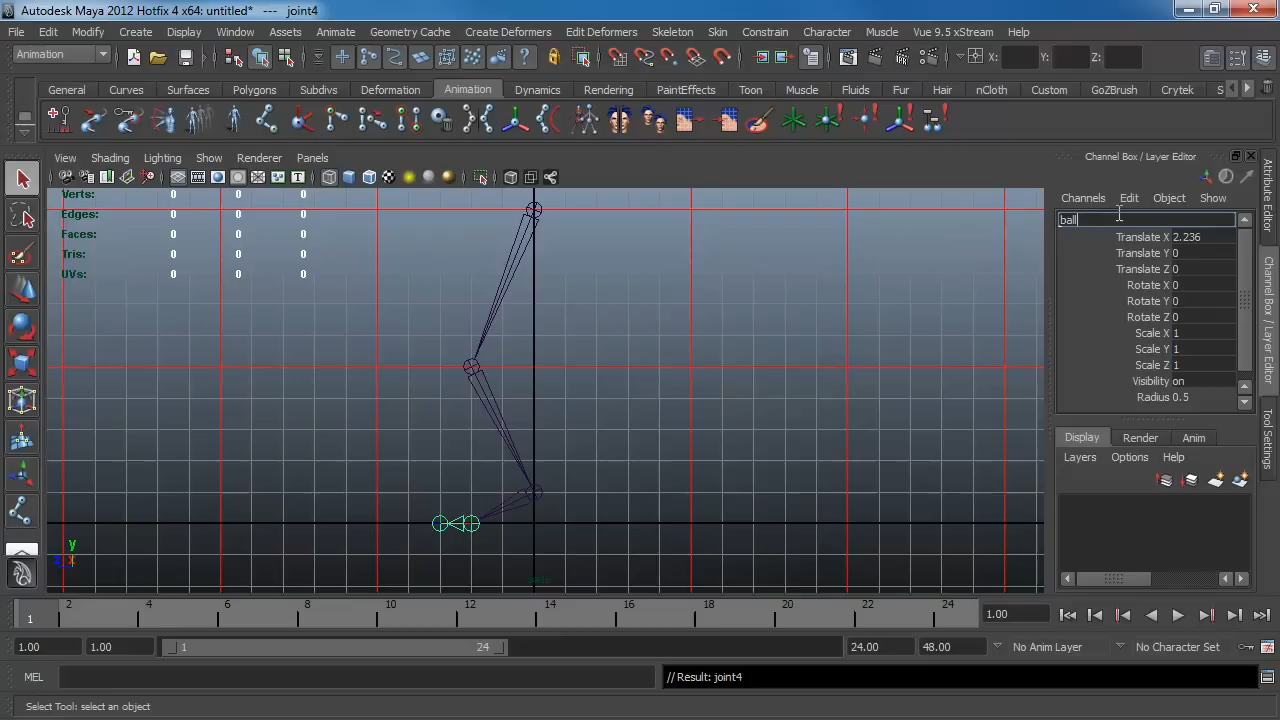 Autodesk Maya 2012 Hotfix 4 x64: untitled* --- joint4
File Edit Modify Create Display Window Assets Animate Geometry Cache Create Deformers Edit Deformers Skeleton Skin Constrain Character Muscle Vue 9.5 xStream Help
Animation X: Y: Z:
General Curves Surfaces Polygons Subdivs Deformation Animation Dynamics Rendering PaintEffects Toon Muscle Fluids Fur Hair nCloth Custom GoZBrush Crytek S
View Shading Lighting Show Renderer Panels
Channel Box / Layer Editor
Channels Edit Object Show
Verts: 0 0 0
Edges: 0 0 0
Faces: 0 0 0
Tris: 0 0 0
UVs: 0 0 0
ball
Translate X 2.236
Translate Y 0
Translate Z 0
Rotate X 0
Rotate Y 0
Rotate Z 0
Scale X 1
Scale Y 1
Scale Z 1
Visibility on
Radius 0.5
Attribute Editor
Channel Box / Layer Editor
Tool Settings
Display Render Anim
Layers Options Help
y
z x
1 2 4 6 8 10 12 14 16 18 20 22 24 1.00
1.00 1.00 1 24 24.00 48.00 No Anim Layer No Character Set
MEL // Result: joint4
Select Tool: select an object